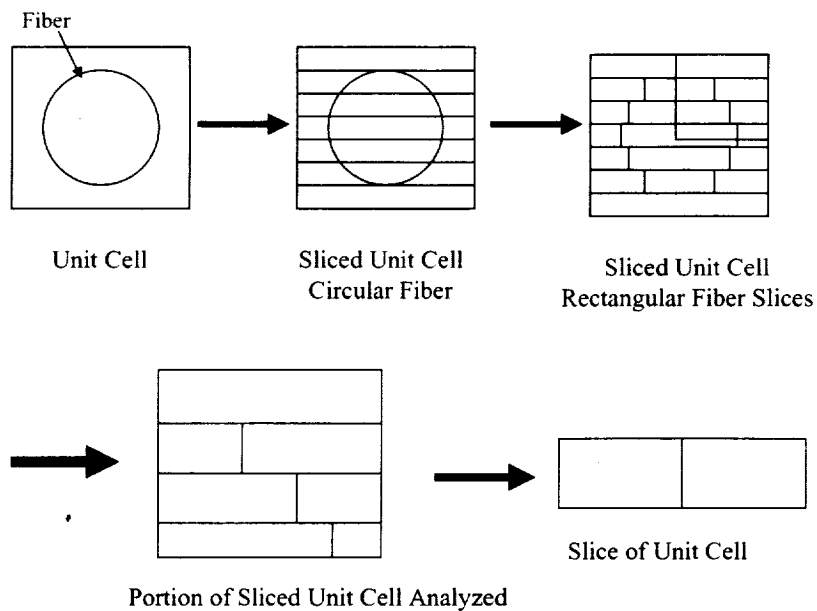 Fiber
Unit Cell
Sliced Unit Cell
Circular Fiber
Sliced Unit Cell
Rectangular Fiber Slices
Portion of Sliced Unit Cell Analyzed
Slice of Unit Cell